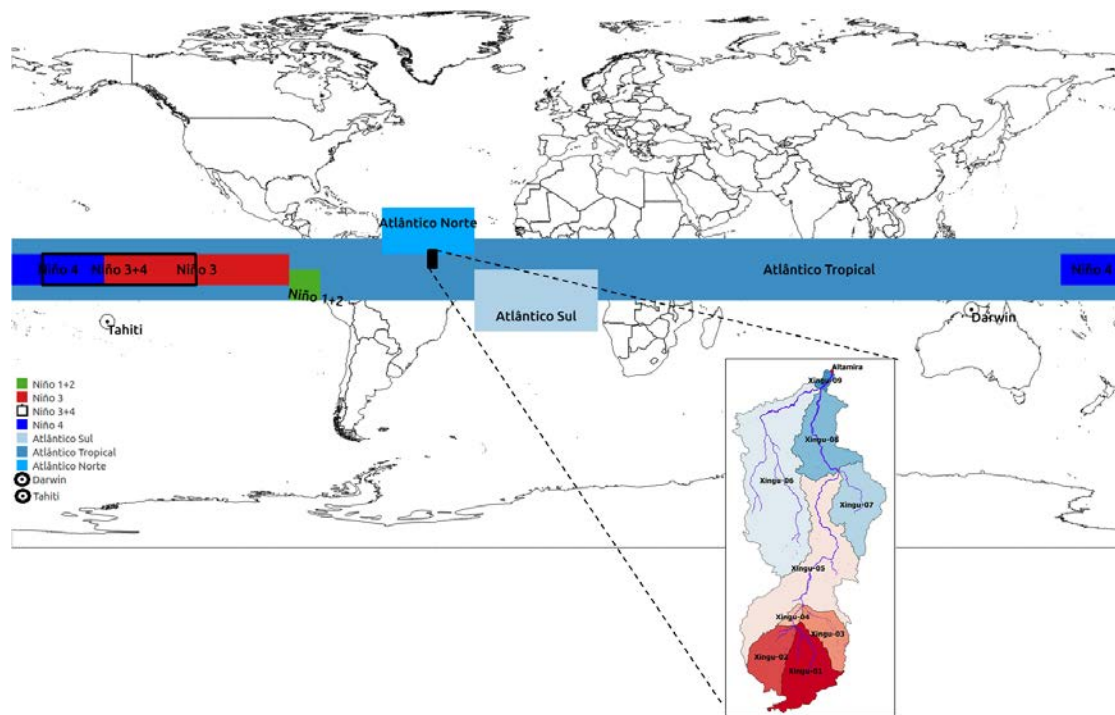 Atlântico Norte
Niño 4
Niño 3+4
Niño 3
Atlântico Tropical
Niño 4
Niño 1+2
Atlântico Sul
Tahiti
Darwin
Niño 1+2
Niño 3
Niño 3+4
Niño 4
Atlântico Sul
Atlântico Tropical
Atlântico Norte
Darwin
Tahiti
Altamira
Xingu-09
Xingu-08
Xingu-06
Xingu-07
Xingu-05
Xingu-04
Xingu-03
Xingu-02
Xingu-01